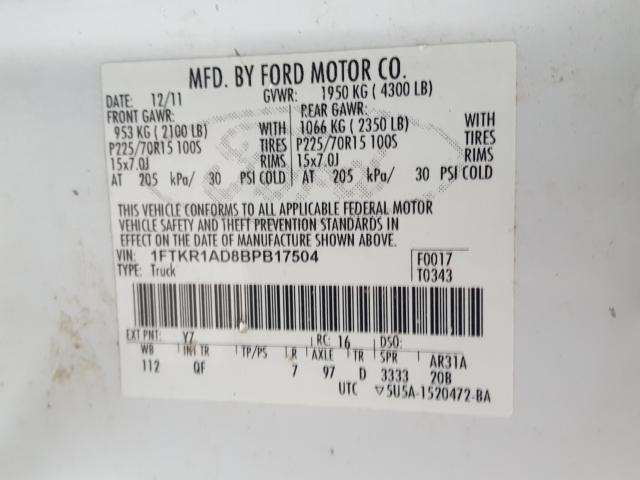 MFD. BY FORD MOTOR CO.
DATE: 12/11 GVWR: 1950 KG ( 4300 LB)
FRONT GAWR: REAR GAWR:
953 KG ( 2100 LB) WITH 1066 KG ( 2350 LB) WITH
P225/70R15 100S TIRES P225/70R15 100S TIRES
15x7.0J RIMS 15x7.0J RIMS
AT 205 kPa/ 30 PSI COLD AT 205 kPa/ 30 PSI COLD
THIS VEHICLE CONFORMS TO ALL APPLICABLE FEDERAL MOTOR
VEHICLE SAFETY AND THEFT PREVENTION STANDARDS IN
EFFECT ON THE DATE OF MANUFACTURE SHOWN ABOVE.
VIN: 1FTKR1AD8BPB17504 F0017
TYPE: Truck T0343
EXT PNT: Y7 RC: 16 DSO:
WB INT TR TP/PS R AXLE TR SPR AR31A
112 QF 7 97 D 3333 20B
UTC ▽5U5A-1520472-BA